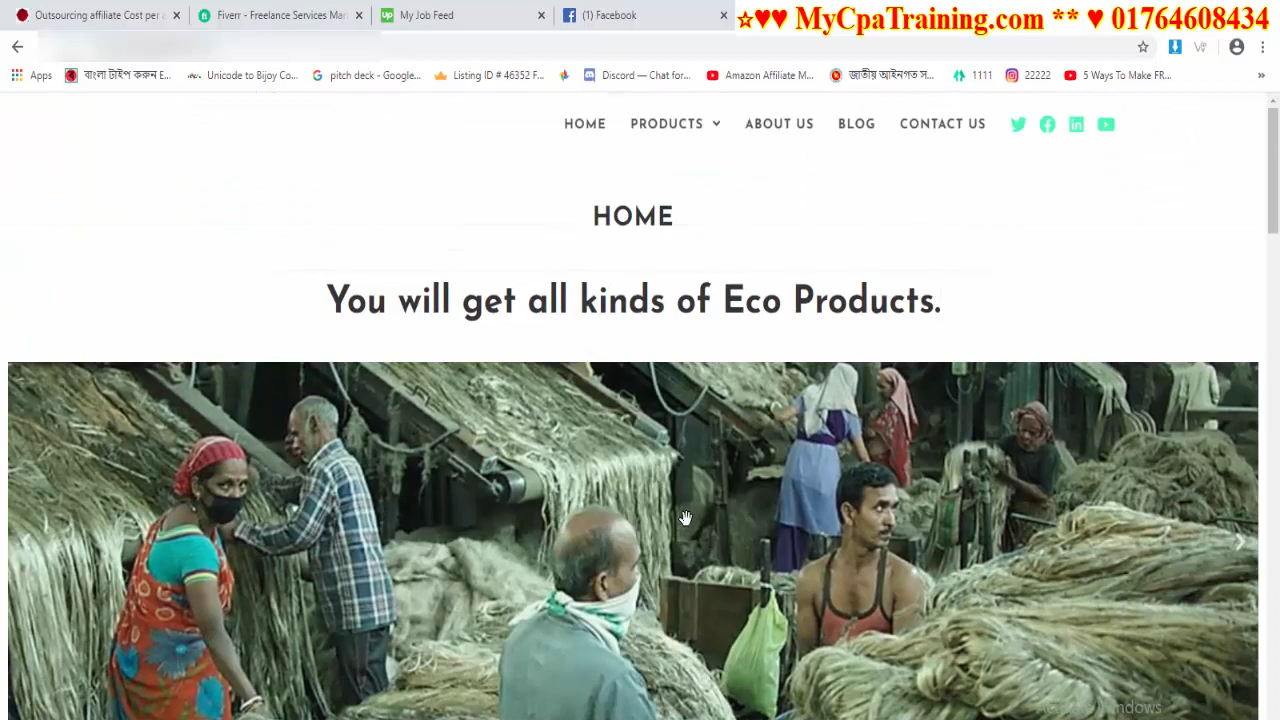 Outsourcing affiliate Cost per a
Fiverr - Freelance Services Mar
My Job Feed
(1) Facebook
☆♥♥ MyCpaTraining.com ** ♥ 01764608434
Apps
বাংলা টাইপ করুন E...
Unicode to Bijoy Co...
pitch deck - Google...
Listing ID # 46352 F...
Discord — Chat for...
Amazon Affiliate M...
জাতীয় আইনগত স...
1111
22222
5 Ways To Make FR...
HOME PRODUCTS ABOUT US BLOG CONTACT US
HOME
You will get all kinds of Eco Products.